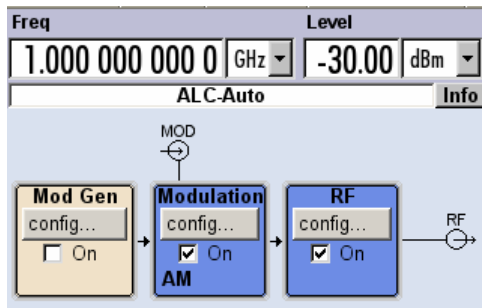 Freq Level
1.000 000 000 0 GHz -30.00 dBm
ALC-Auto Info
MOD
Mod Gen Modulation RF
config... config... config... RF
On On On
AM